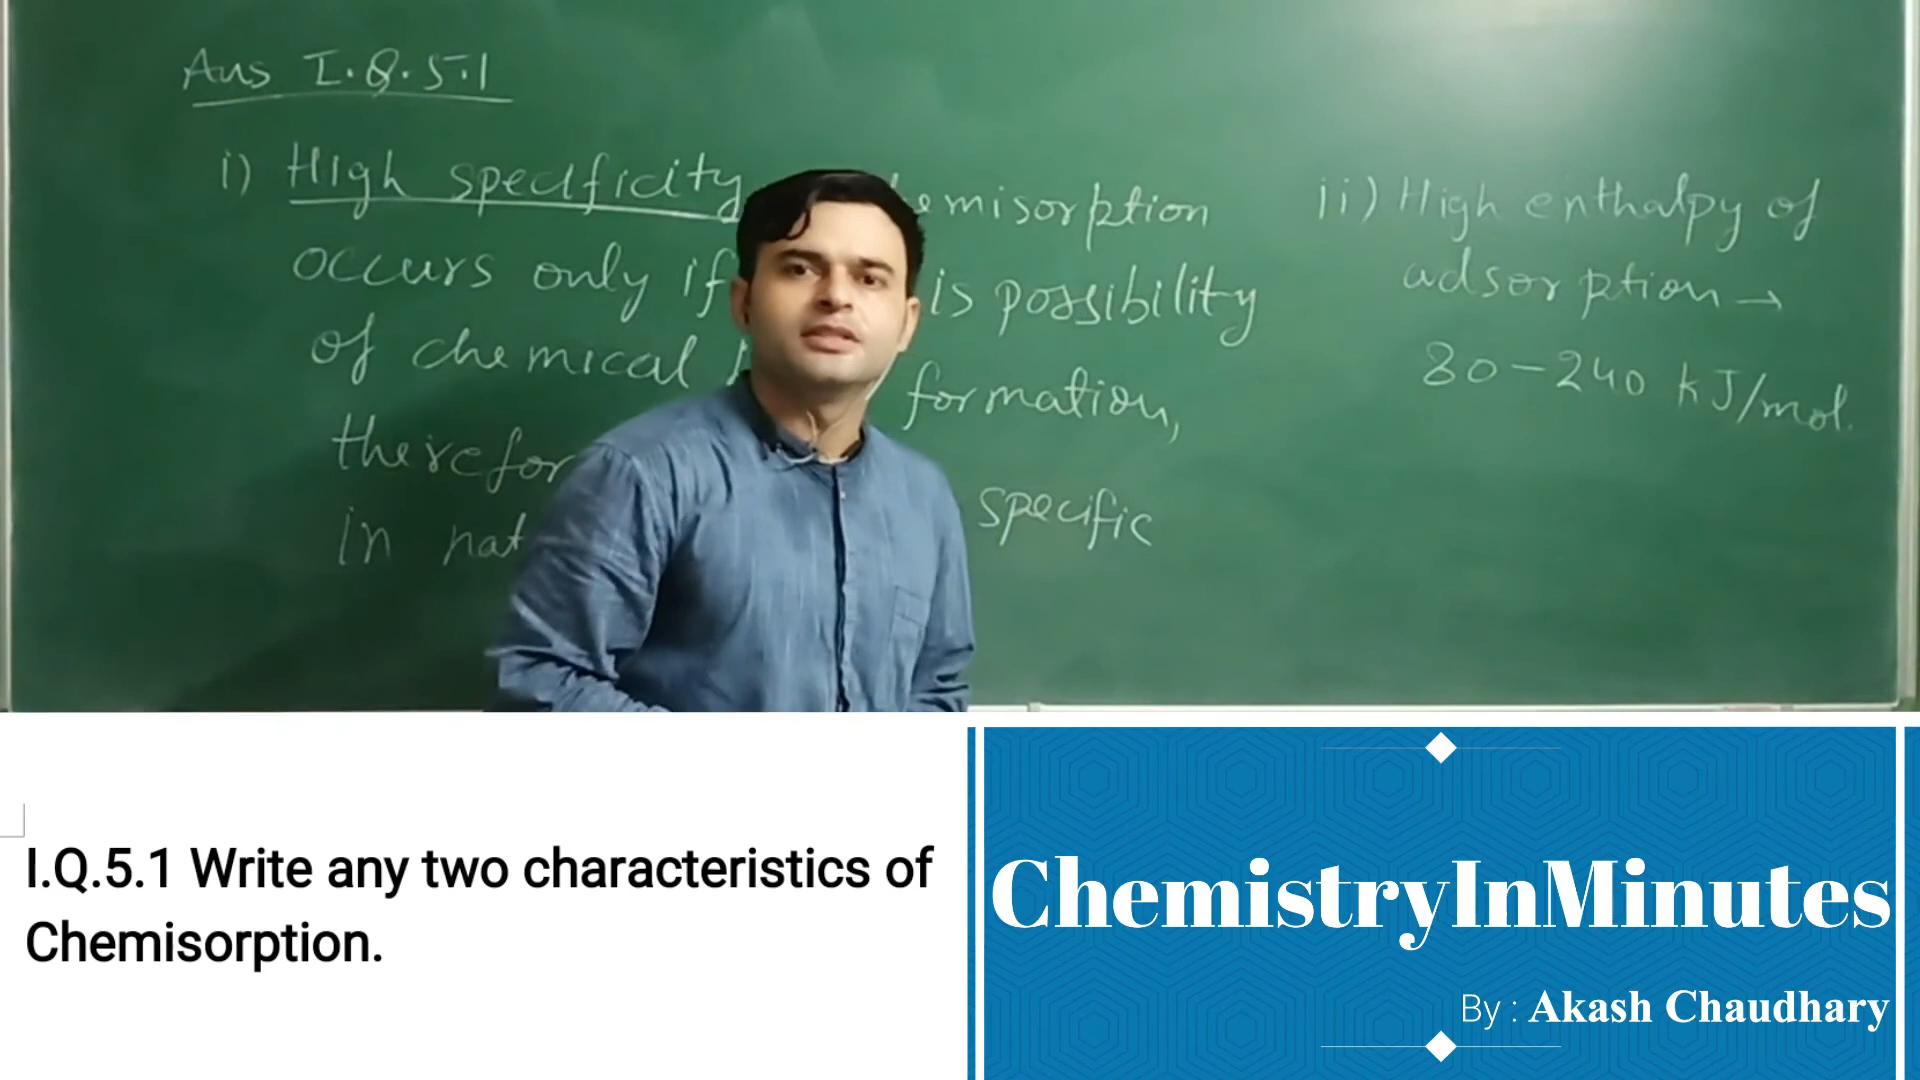 Ans I.Q.5.1
i) High specificity emisorption
occurs only if is possibility
of chemical formation,
therefor
in nat specific
ii) High enthalpy of
adsorption →
80-240 kJ/mol.
I.Q.5.1 Write any two characteristics of
Chemisorption.
ChemistryInMinutes
By : Akash Chaudhary